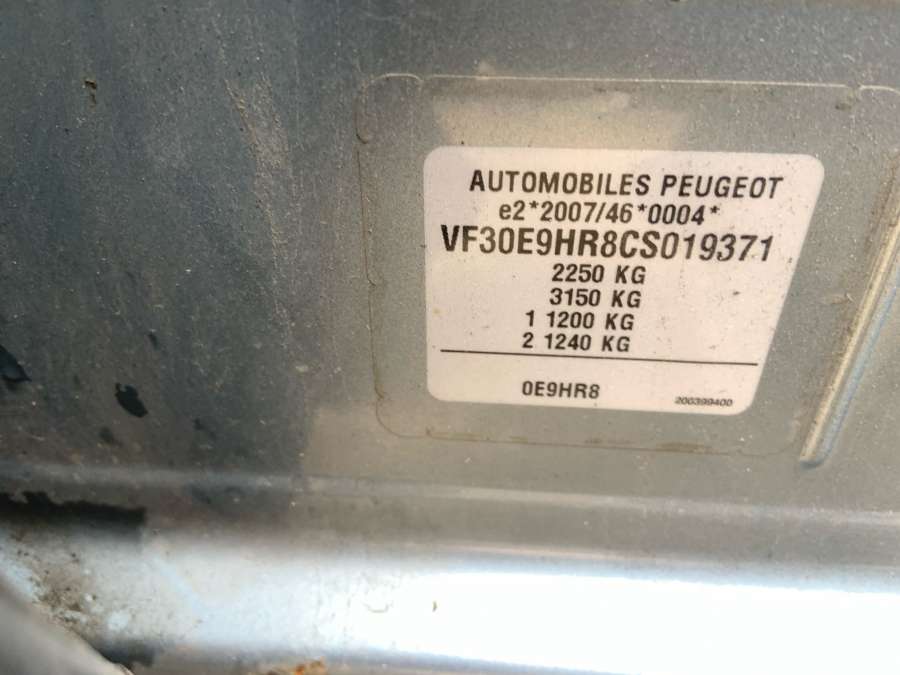 AUTOMOBILES PEUGEOT
e2*2007/46*0004*
VF30E9HR8CS019371
2250 KG
3150 KG
1 1200 KG
2 1240 KG
0E9HR8
200399400